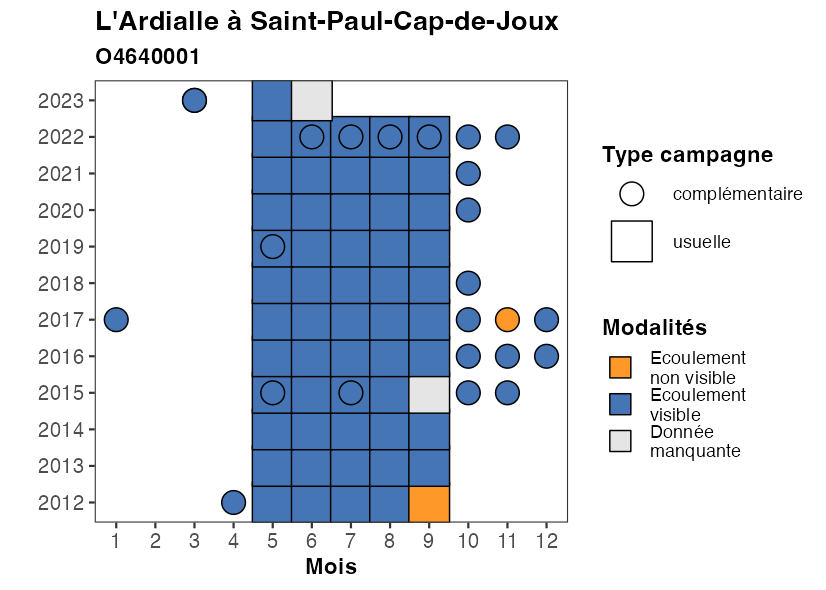 L'Ardialle à Saint-Paul-Cap-de-Joux
O4640001
2023
2022
2021
2020
2019
2018
2017
2016
2015
2014
2013
2012
1 2 3 4 5 6 7 8 9 10 11 12
Mois
Type campagne
complémentaire
usuelle
Modalités
Ecoulement
non visible
Ecoulement
visible
Donnée
manquante